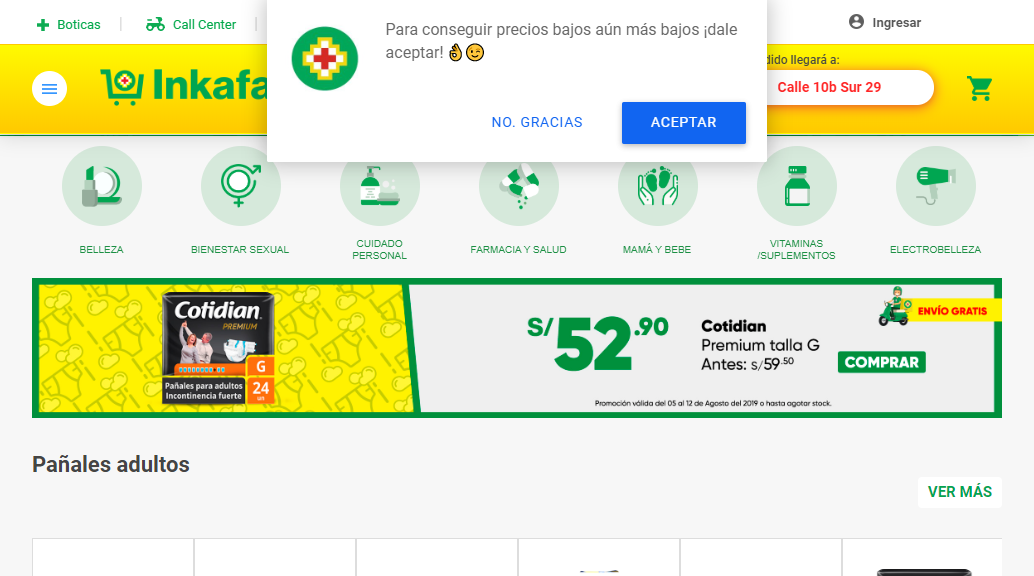 Boticas
Call Center
Para conseguir precios bajos aún más bajos ¡dale
aceptar! 👌😉
NO. GRACIAS
ACEPTAR
Ingresar
Inkafa
dido llegará a:
Calle 10b Sur 29
BELLEZA
BIENESTAR SEXUAL
CUIDADO
PERSONAL
FARMACIA Y SALUD
MAMÁ Y BEBE
VITAMINAS
/SUPLEMENTOS
ELECTROBELLEZA
Cotidian
PREMIUM
G
24
Pañales para adultos
Incontinencia fuerte
S/52.90
Cotidian
Premium talla G
Antes: s/59.50
ENVÍO GRATIS
COMPRAR
Promoción válida del 05 al 12 de Agosto del 2019 o hasta agotar stock.
Pañales adultos
VER MÁS